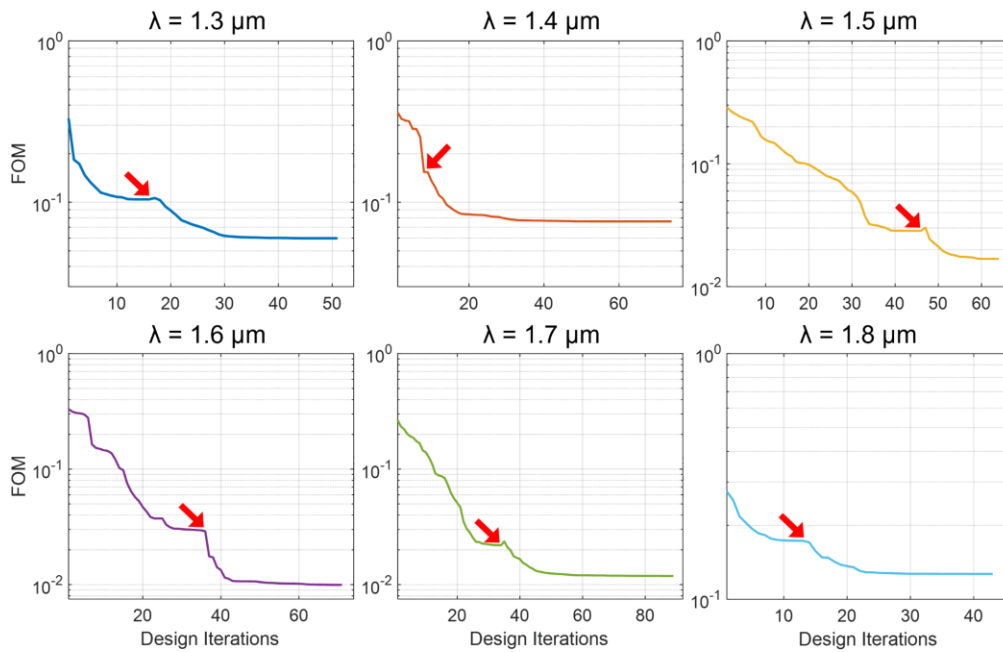 λ = 1.3 μm
λ = 1.4 μm
λ = 1.5 μm
FOM
10^0
10^-1
10 20 30 40 50
10^0
10^-1
20 40 60
10^0
10^-1
10^-2
10 20 30 40 50 60
λ = 1.6 μm
λ = 1.7 μm
λ = 1.8 μm
FOM
10^0
10^-1
10^-2
20 40 60
Design Iterations
10^0
10^-1
10^-2
20 40 60 80
Design Iterations
10^0
10^-1
10 20 30 40
Design Iterations